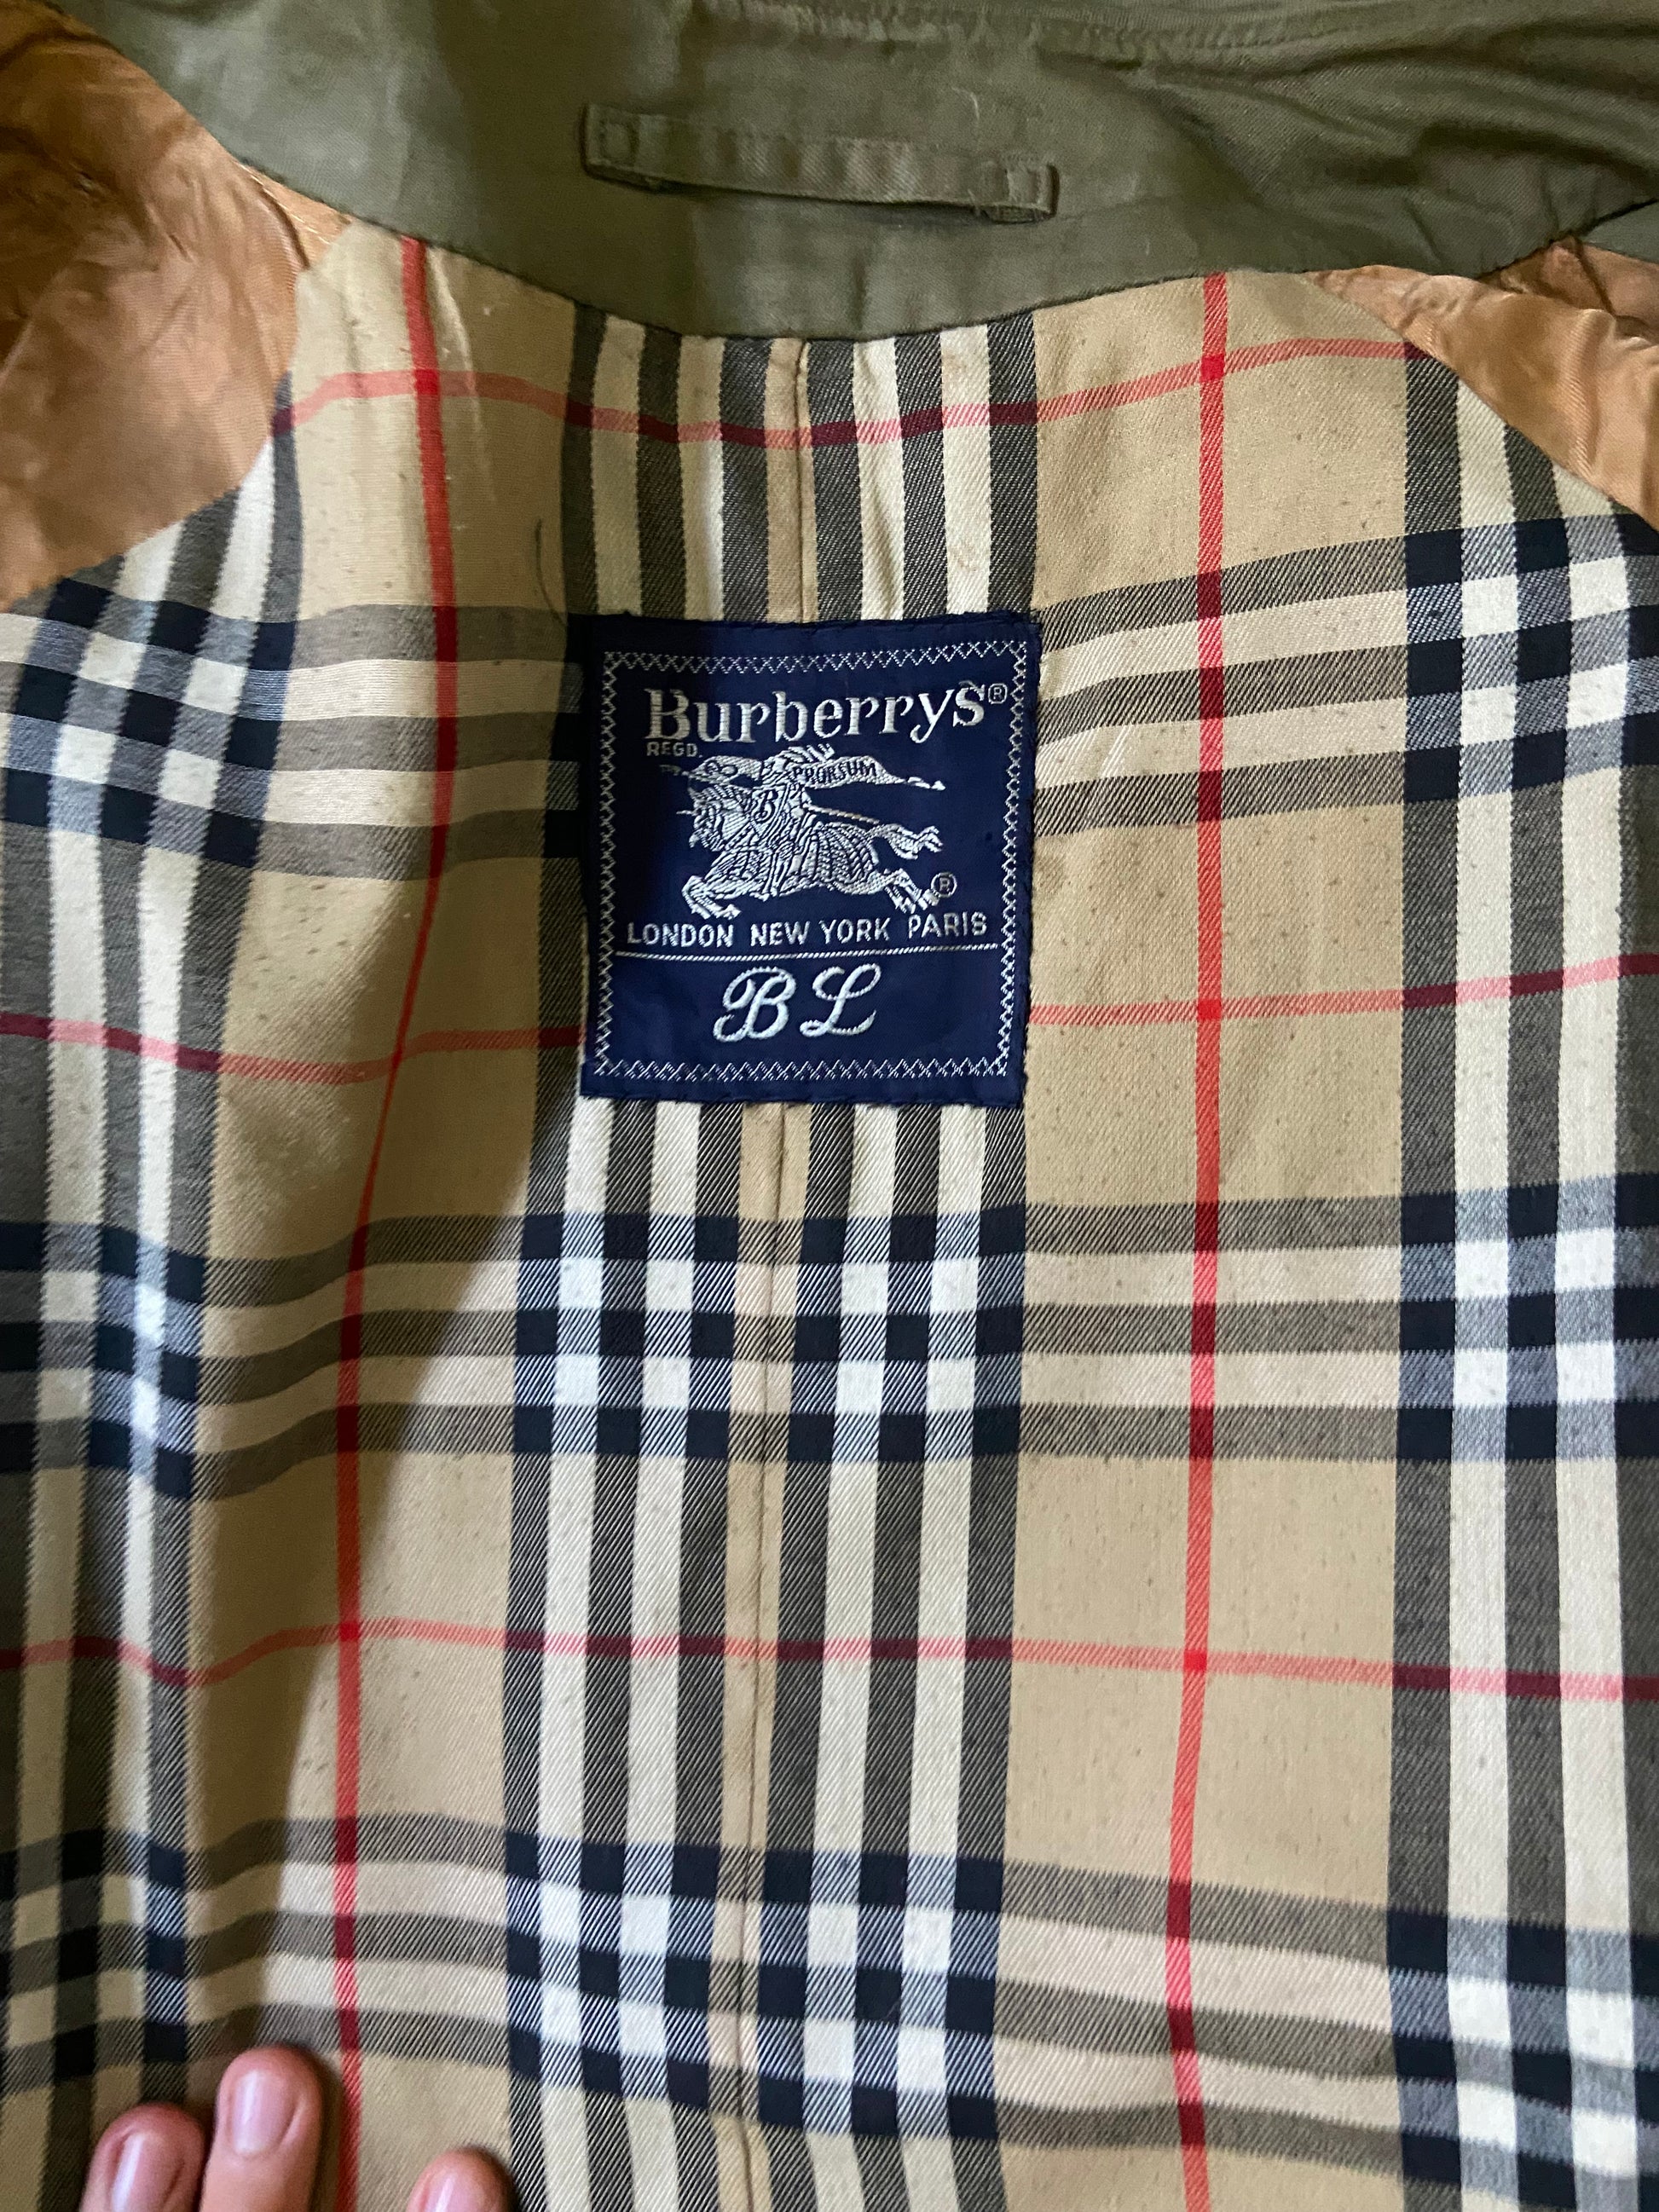 Burberrys®
REGD.
PRORSUM
B
®
LONDON NEW YORK PARIS
BL